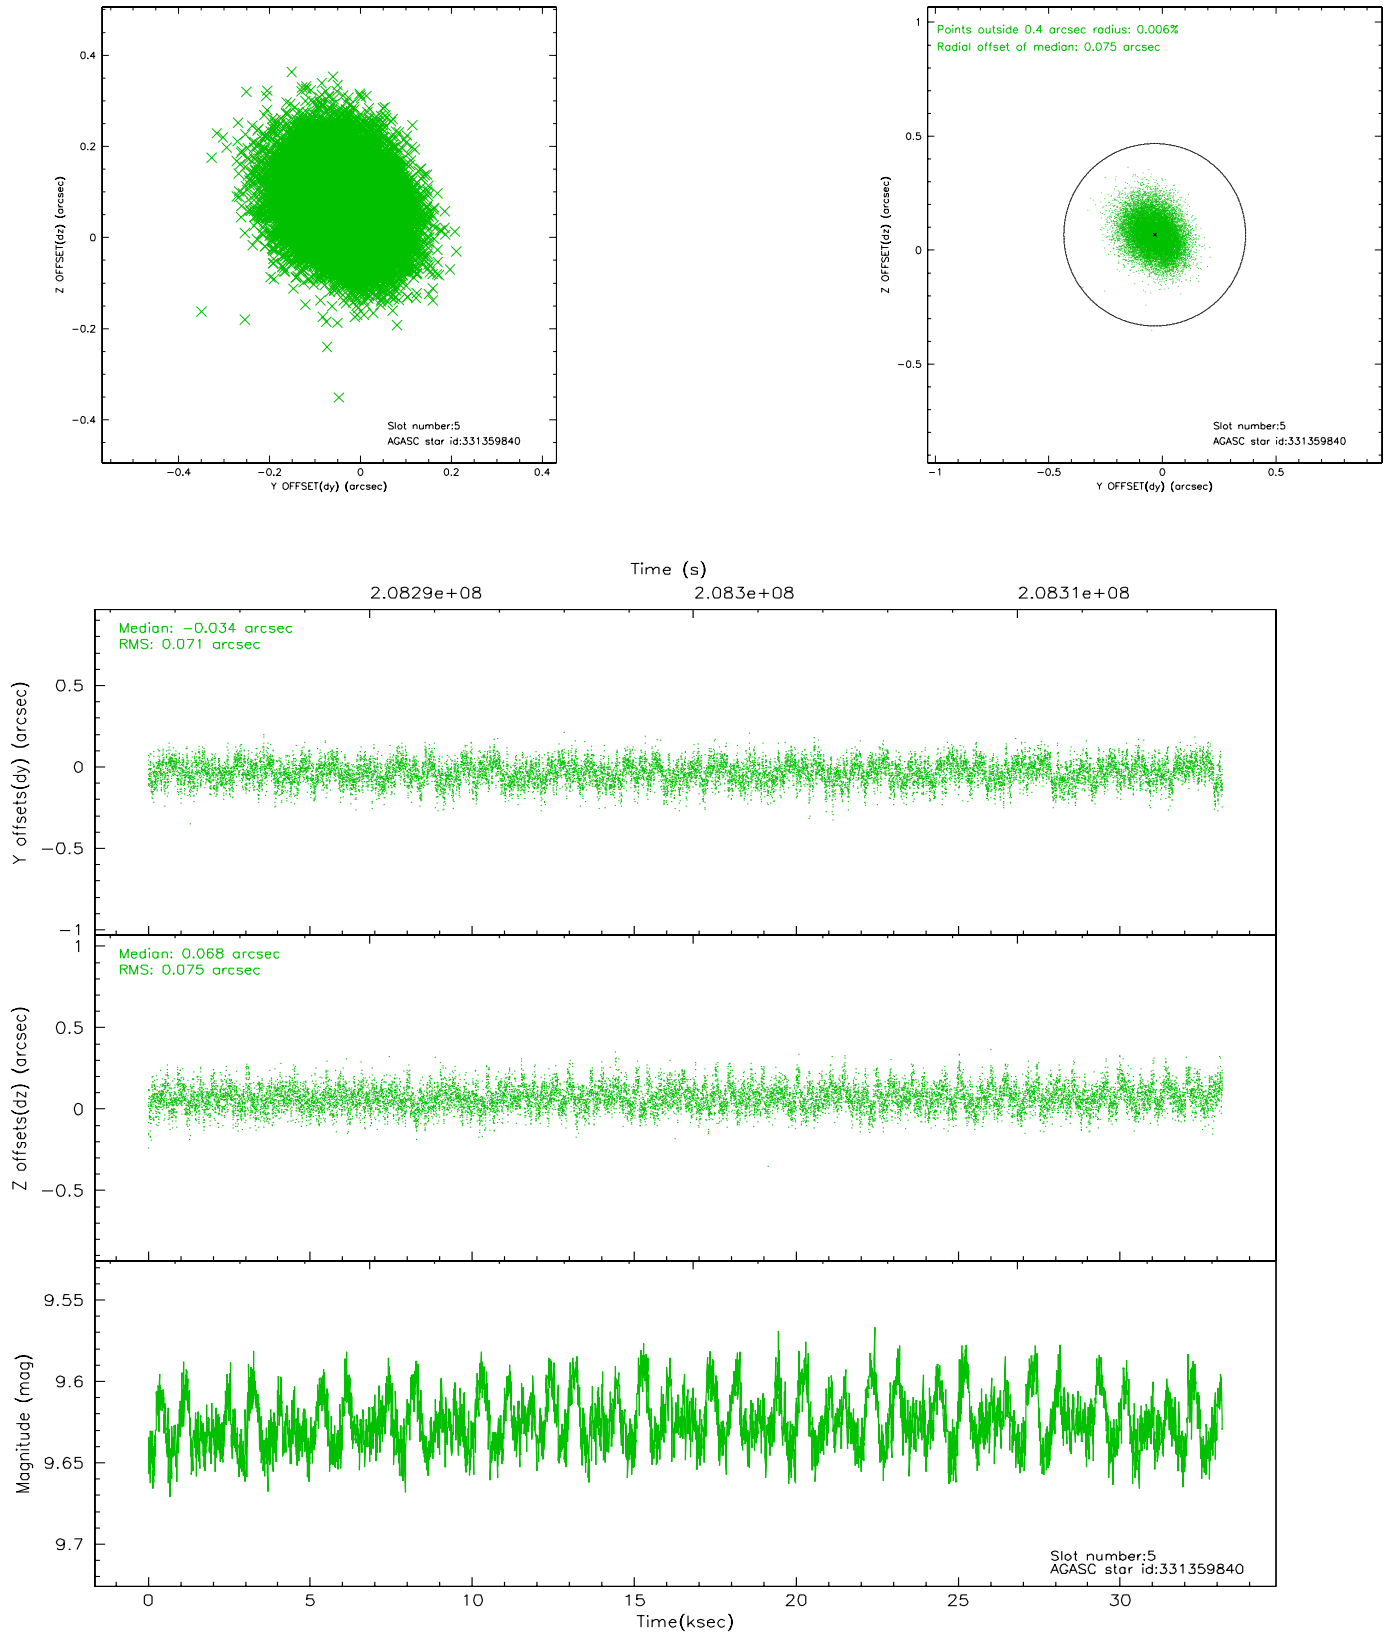 0.4
0.2
0
−0.2
−0.4
Z OFFSET(dz) (arcsec)
Slot number:5
AGASC star id:331359840
−0.4 −0.2 0 0.2 0.4
Y OFFSET(dy) (arcsec)
Points outside 0.4 arcsec radius: 0.006%
Radial offset of median: 0.075 arcsec
1
0.5
0
−0.5
Z OFFSET(dz) (arcsec)
Slot number:5
AGASC star id:331359840
−1 −0.5 0 0.5
Y OFFSET(dy) (arcsec)
Time (s)
2.0829e+08 2.083e+08 2.0831e+08
Median: −0.034 arcsec
RMS: 0.071 arcsec
0.5
0
−0.5
−1
Y offsets(dy) (arcsec)
Median: 0.068 arcsec
RMS: 0.075 arcsec
1
0.5
0
−0.5
Z offsets(dz) (arcsec)
9.55
9.6
9.65
9.7
Magnitude (mag)
Slot number:5
AGASC star id:331359840
0 5 10 15 20 25 30
Time(ksec)